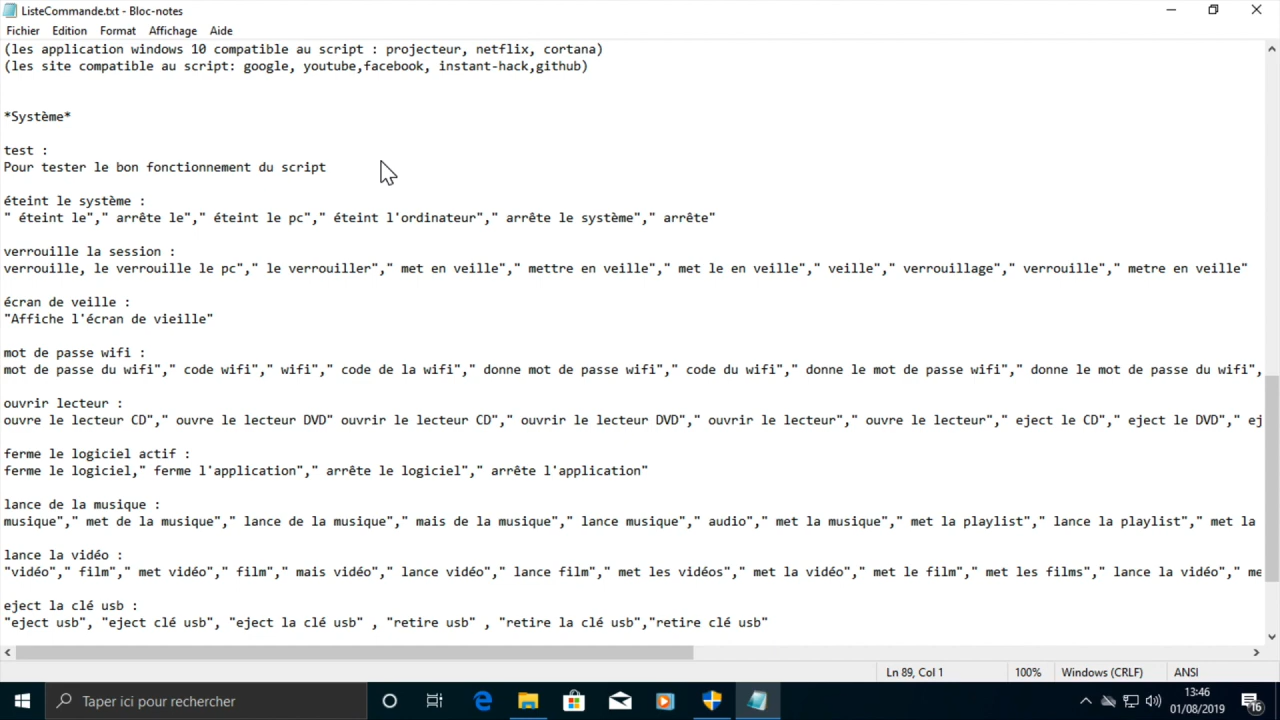 ListeCommande.txt - Bloc-notes
Fichier Edition Format Affichage Aide
(les application windows 10 compatible au script : projecteur, netflix, cortana)
(les site compatible au script: google, youtube,facebook, instant-hack,github)
*Système*
test :
Pour tester le bon fonctionnement du script
éteint le système :
" éteint le"," arrête le"," éteint le pc"," éteint l'ordinateur"," arrête le système"," arrête"
verrouille la session :
verrouille, le verrouille le pc"," le verrouiller"," met en veille"," mettre en veille"," met le en veille"," veille"," verrouillage"," verrouille"," metre en veille"
écran de veille :
"Affiche l'écran de vieille"
mot de passe wifi :
mot de passe du wifi"," code wifi"," wifi"," code de la wifi"," donne mot de passe wifi"," code du wifi"," donne le mot de passe wifi"," donne le mot de passe du wifi",
ouvrir lecteur :
ouvre le lecteur CD"," ouvre le lecteur DVD" ouvrir le lecteur CD"," ouvrir le lecteur DVD"," ouvrir le lecteur"," ouvre le lecteur"," eject le CD"," eject le DVD"," ej
ferme le logiciel actif :
ferme le logiciel," ferme l'application"," arrête le logiciel"," arrête l'application"
lance de la musique :
musique"," met de la musique"," lance de la musique"," mais de la musique"," lance musique"," audio"," met la musique"," met la playlist"," lance la playlist"," met la
lance la vidéo :
"vidéo"," film"," met vidéo"," film"," mais vidéo"," lance vidéo"," lance film"," met les vidéos"," met la vidéo"," met le film"," met les films"," lance la vidéo"," me
eject la clé usb :
"eject usb", "eject clé usb", "eject la clé usb" , "retire usb" , "retire la clé usb","retire clé usb"
Ln 89, Col 1 100% Windows (CRLF) ANSI
Taper ici pour rechercher
13:46
01/08/2019
16